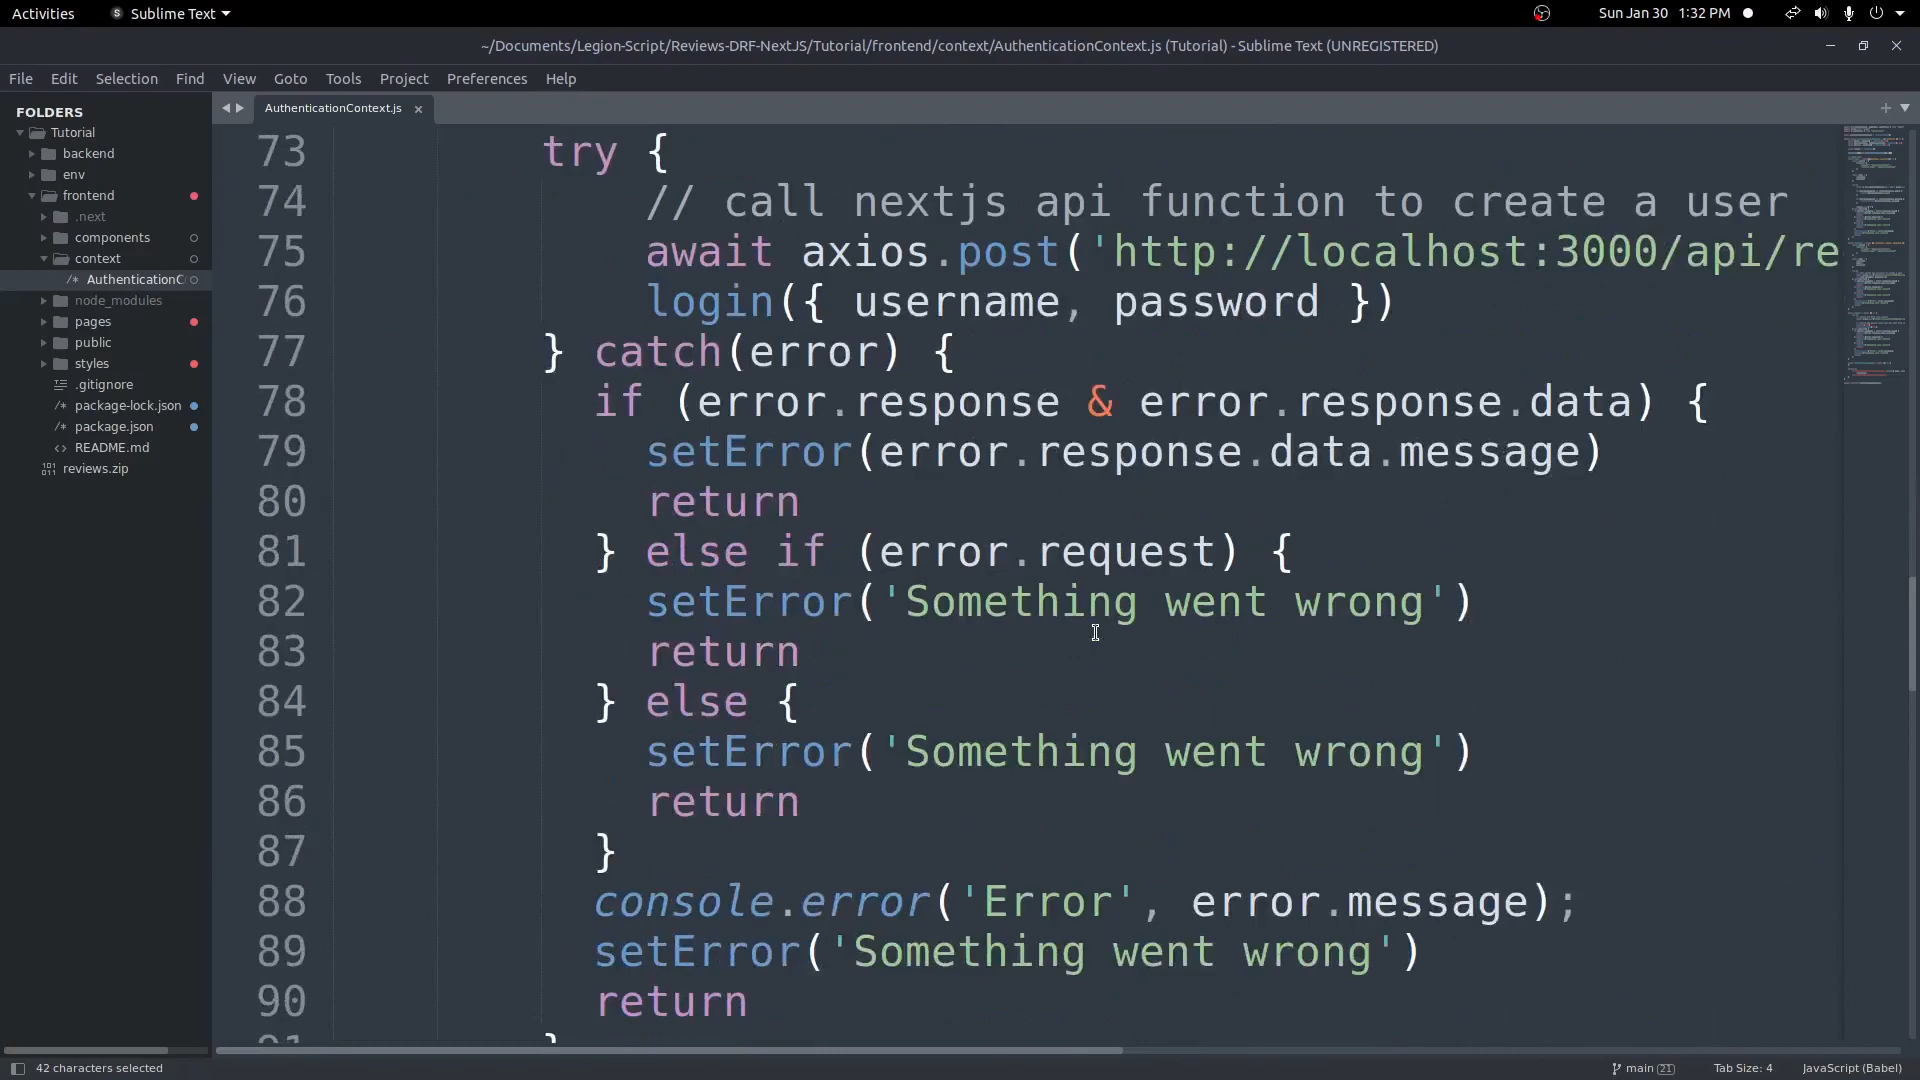 Activities
Sublime Text
Sun Jan 30 1:32 PM
~/Documents/Legion-Script/Reviews-DRF-NextJS/Tutorial/frontend/context/AuthenticationContext.js (Tutorial) - Sublime Text (UNREGISTERED)
File Edit Selection Find View Goto Tools Project Preferences Help
FOLDERS
Tutorial
backend
env
frontend
.next
components
context
/* AuthenticationC
node_modules
pages
public
styles
.gitignore
/* package-lock.json
/* package.json
<> README.md
reviews.zip
AuthenticationContext.js
73 try {
74 // call nextjs api function to create a user
75 await axios.post('http://localhost:3000/api/re
76 login({ username, password })
77 } catch(error) {
78 if (error.response & error.response.data) {
79 setError(error.response.data.message)
80 return
81 } else if (error.request) {
82 setError('Something went wrong')
83 return
84 } else {
85 setError('Something went wrong')
86 return
87 }
88 console.error('Error', error.message);
89 setError('Something went wrong')
90 return
91 }
42 characters selected
main 21
Tab Size: 4
JavaScript (Babel)